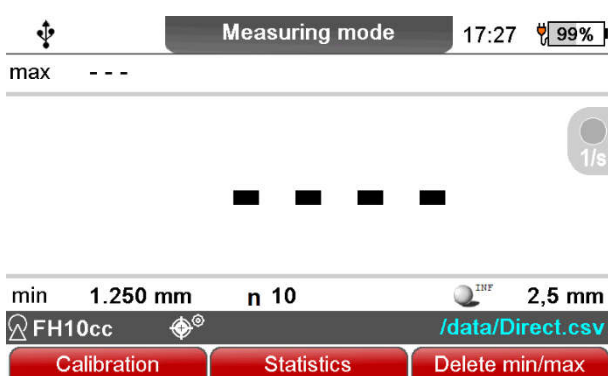 Measuring mode 17:27 99%
max - - -
1/s
- - - -
min 1.250 mm n 10 INF 2,5 mm
FH10cc /data/Direct.csv
Calibration Statistics Delete min/max